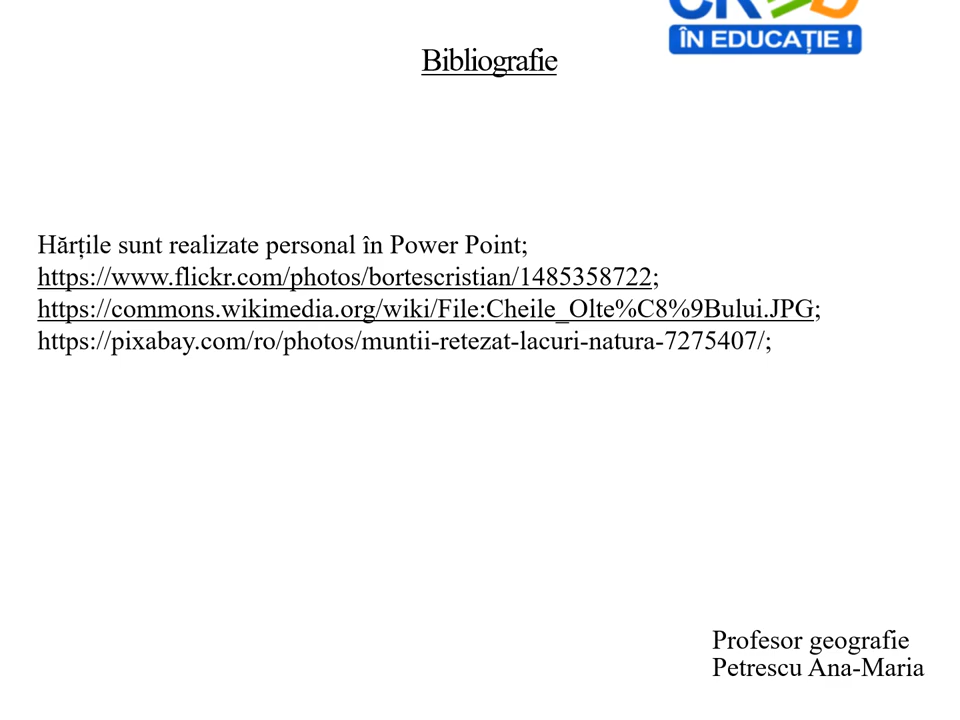 CRED
ÎN EDUCAȚIE !
Bibliografie
Hărțile sunt realizate personal în Power Point;
https://www.flickr.com/photos/bortescristian/1485358722;
https://commons.wikimedia.org/wiki/File:Cheile_Olte%C8%9Bului.JPG;
https://pixabay.com/ro/photos/muntii-retezat-lacuri-natura-7275407/;
Profesor geografie
Petrescu Ana-Maria